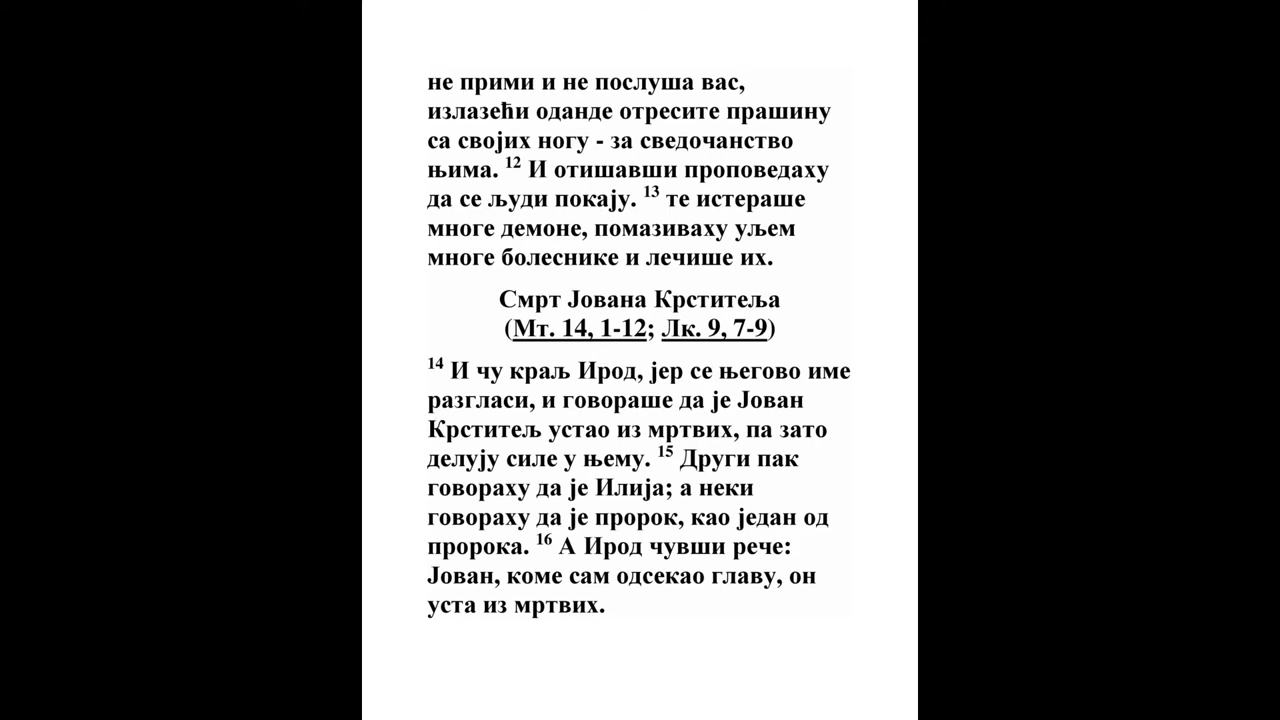 не прими и не послуша вас,
излазећи оданде отресите прашину
са својих ногу - за сведочанство
њима. 12 И отишавши проповедаху
да се људи покају. 13 те истераше
многе демоне, помазиваху уљем
многе болеснике и лечише их.
Смрт Јована Крститеља
(Мт. 14, 1-12; Лк. 9, 7-9)
14 И чу краљ Ирод, јер се његово име
разгласи, и говораше да је Јован
Крститељ устао из мртвих, па зато
делују силе у њему. 15 Други пак
говораху да је Илија; а неки
говораху да је пророк, као један од
пророка. 16 А Ирод чувши рече:
Јован, коме сам одсекао главу, он
уста из мртвих.